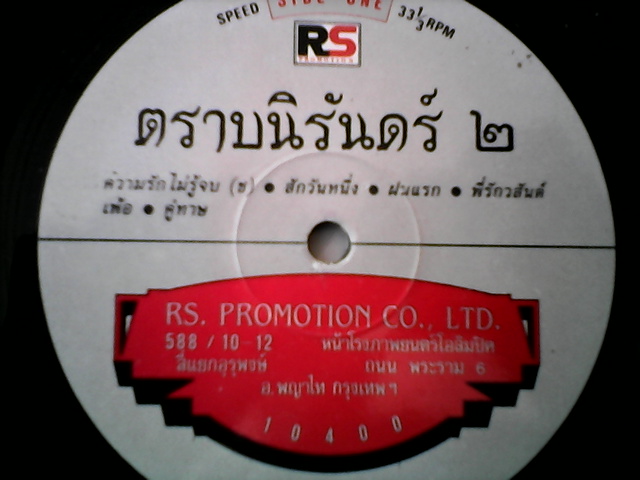 SPEED SIDE ONE 33 1/3 RPM
RS
PROMOTION
ตราบนิรันดร์ ๒
ความรักไม่รู้จบ (ช) ● สักวันหนึ่ง ● ฝนแรก ● พี่รักวสันต์
เพ้อ ● คู่ทาษ
RS. PROMOTION CO., LTD.
588 / 10-12 หน้าโรงภาพยนตร์โอลิมปิค
สี่แยกอุรุพงษ์ ถนน พระราม 6
อ.พญาไท กรุงเทพฯ
10400